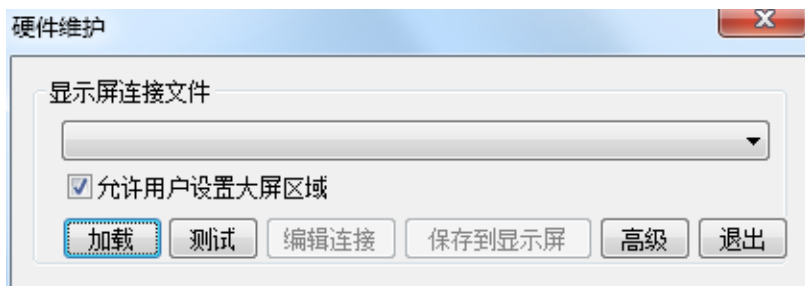 硬件维护
显示屏连接文件
允许用户设置大屏区域
加载 测试 编辑连接 保存到显示屏 高级 退出